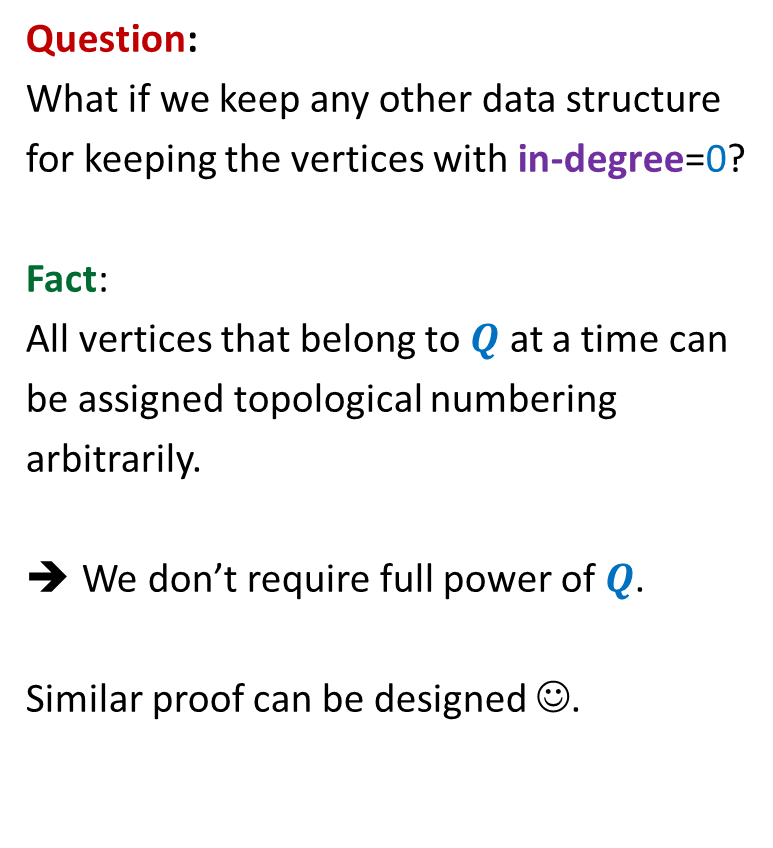 Question:
What if we keep any other data structure
for keeping the vertices with in-degree=0?
Fact:
All vertices that belong to Q at a time can
be assigned topological numbering
arbitrarily.
➔ We don’t require full power of Q.
Similar proof can be designed ☺.